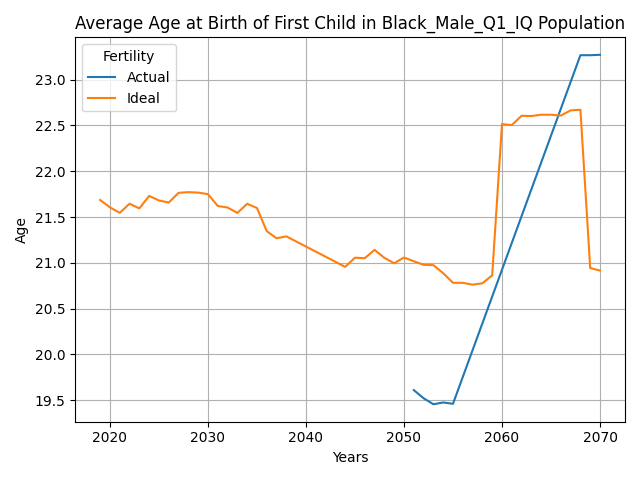 Average Age at Birth of First Child in Black_Male_Q1_IQ Population
Fertility
Actual
Ideal
23.0
22.5
22.0
21.5
21.0
20.5
20.0
19.5
Age
2020
2030
2040
2050
2060
2070
Years